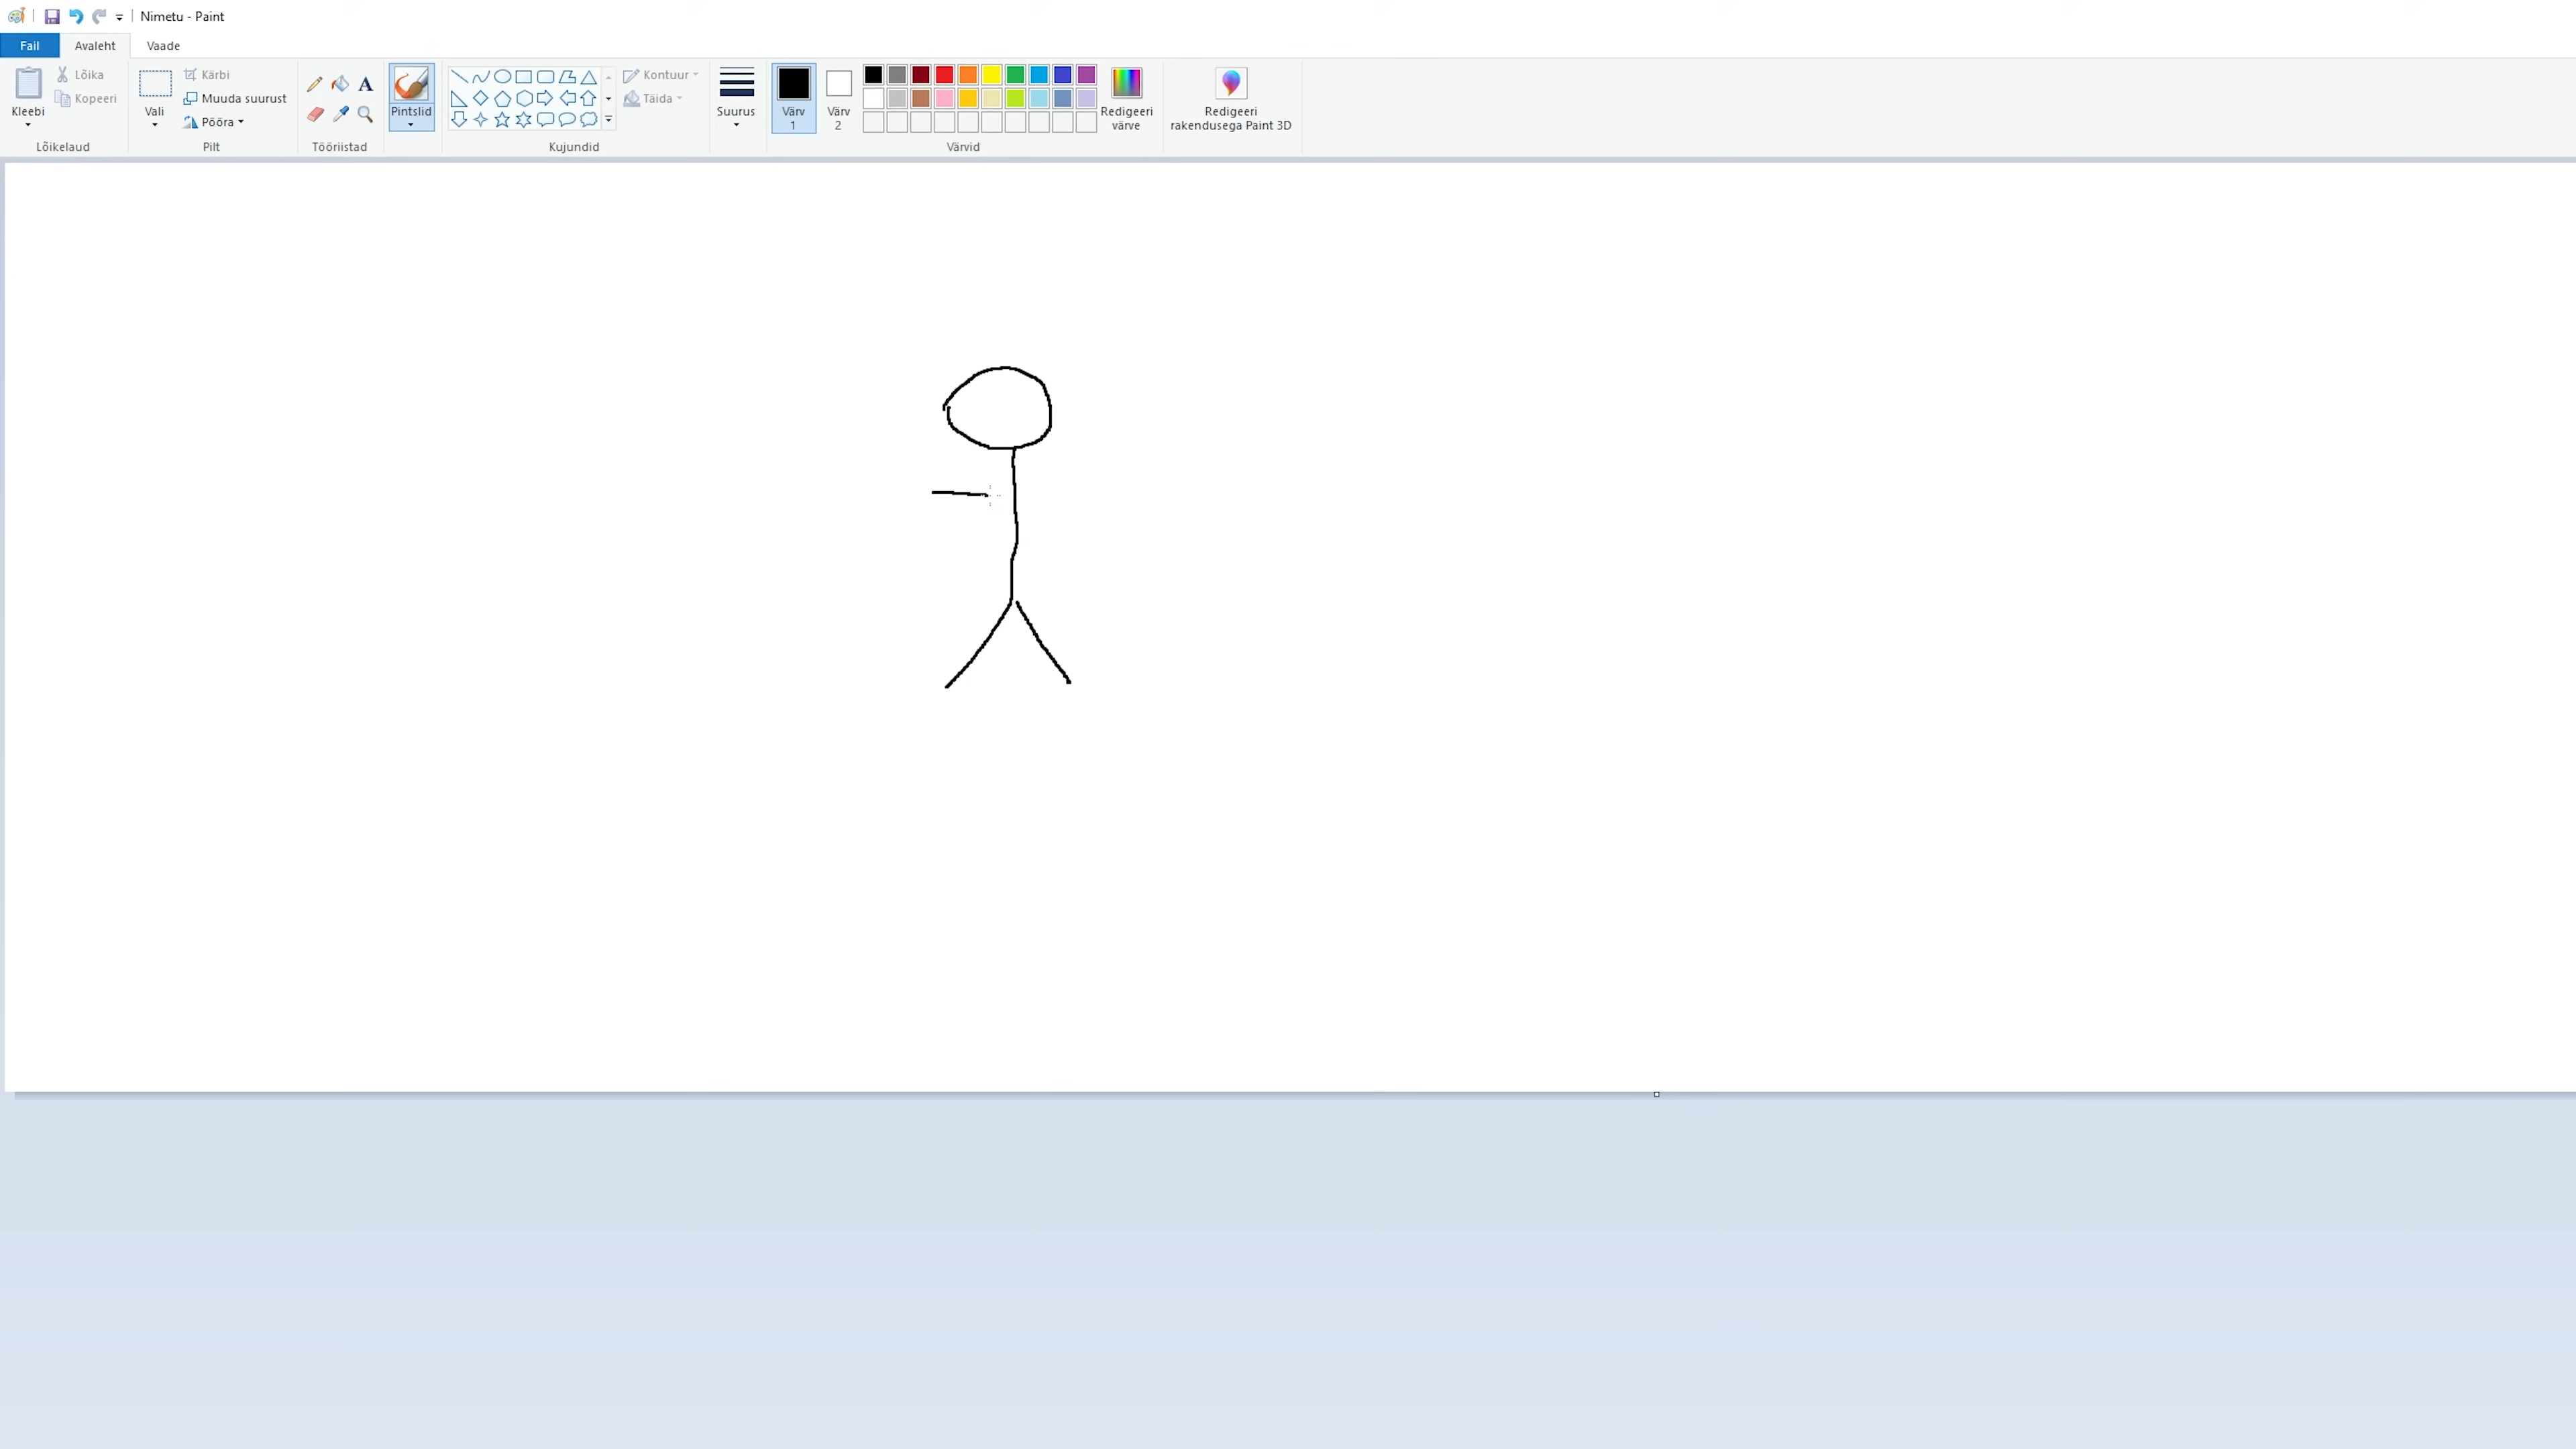 Nimetu - Paint
Fail Avaleht Vaade
Kleebi
Lõika
Kopeeri
Lõikelaud
Vali
Kärbi
Muuda suurust
Pööra
Pilt
A
Tööriistad
Pintslid
Kontuur
Täida
Kujundid
Suurus
Värv
1
Värv
2
Redigeeri
värve
Värvid
Redigeeri
rakendusega Paint 3D